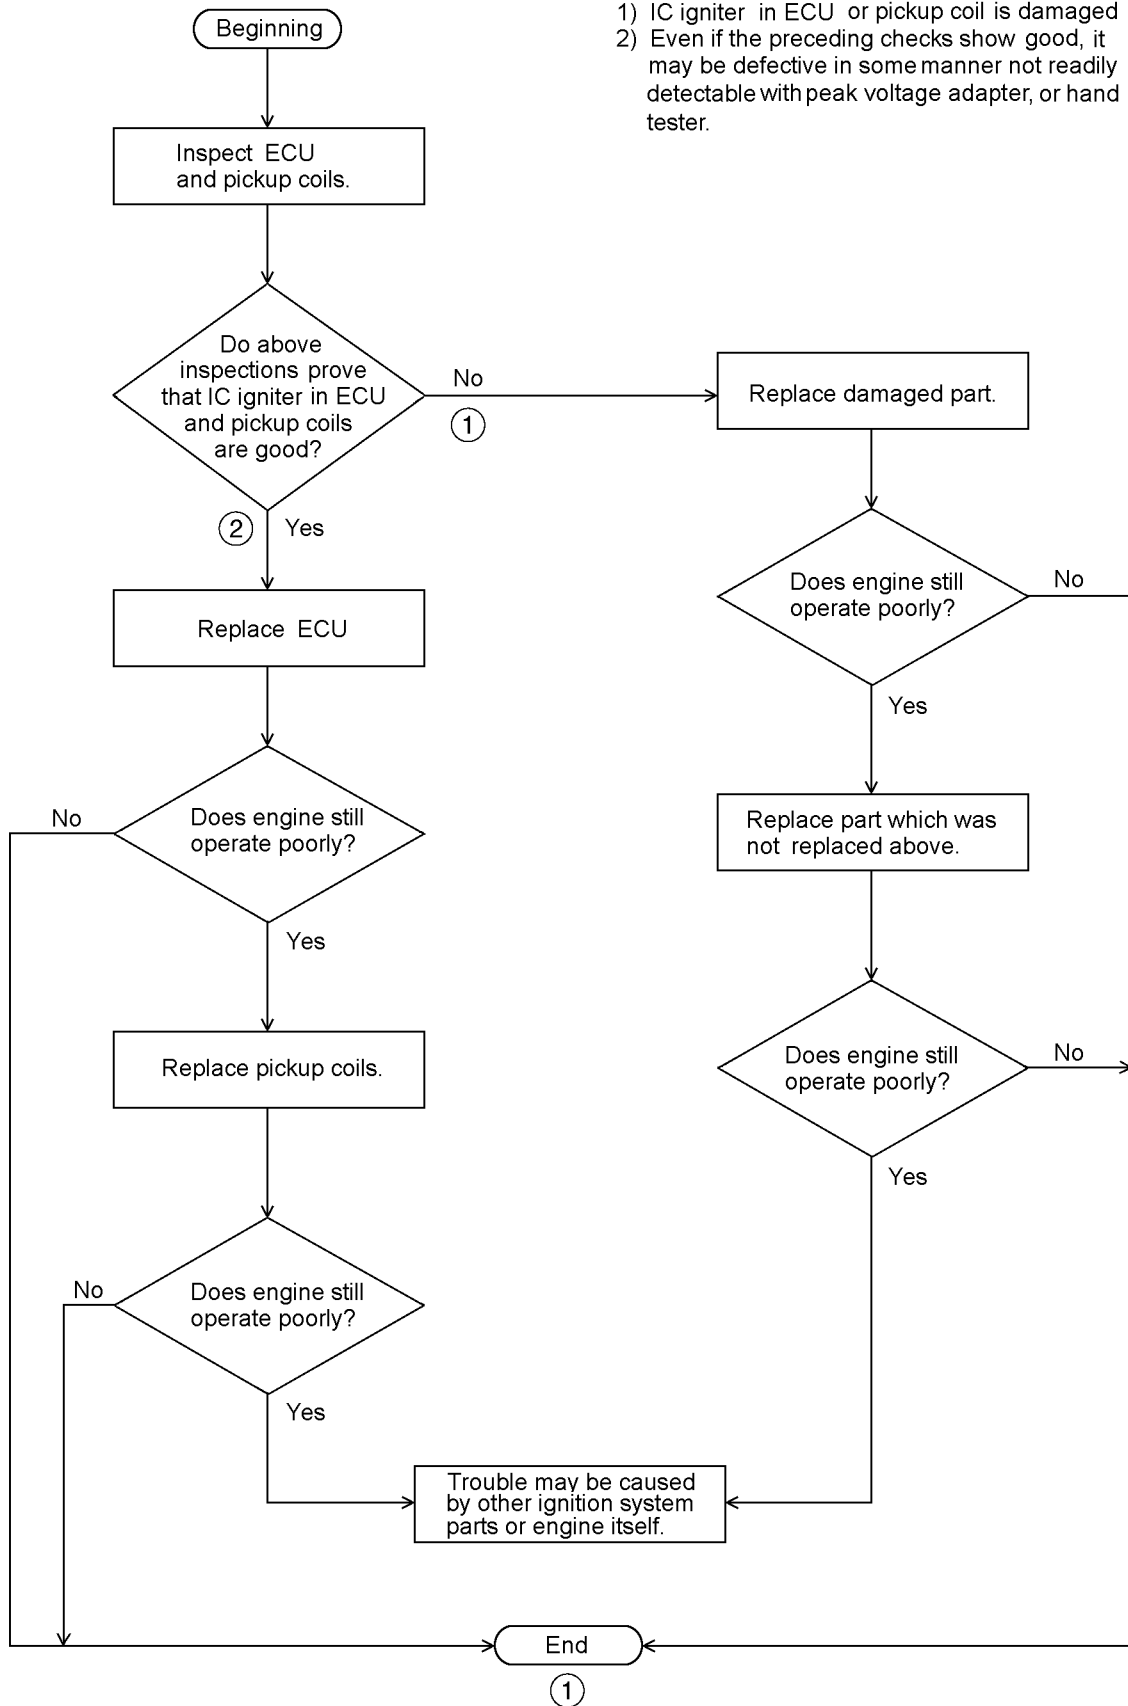 Beginning
1) IC igniter in ECU or pickup coil is damaged
2) Even if the preceding checks show good, it
may be defective in some manner not readily
detectable with peak voltage adapter, or hand
tester.
Inspect ECU
and pickup coils.
Do above
inspections prove
that IC igniter in ECU
and pickup coils
are good?
No
1
Replace damaged part.
2
Yes
Does engine still
operate poorly?
No
Yes
Replace ECU
Does engine still
operate poorly?
No
Yes
Replace part which was
not replaced above.
Replace pickup coils.
Does engine still
operate poorly?
No
Yes
Does engine still
operate poorly?
No
Yes
Trouble may be caused
by other ignition system
parts or engine itself.
End
1